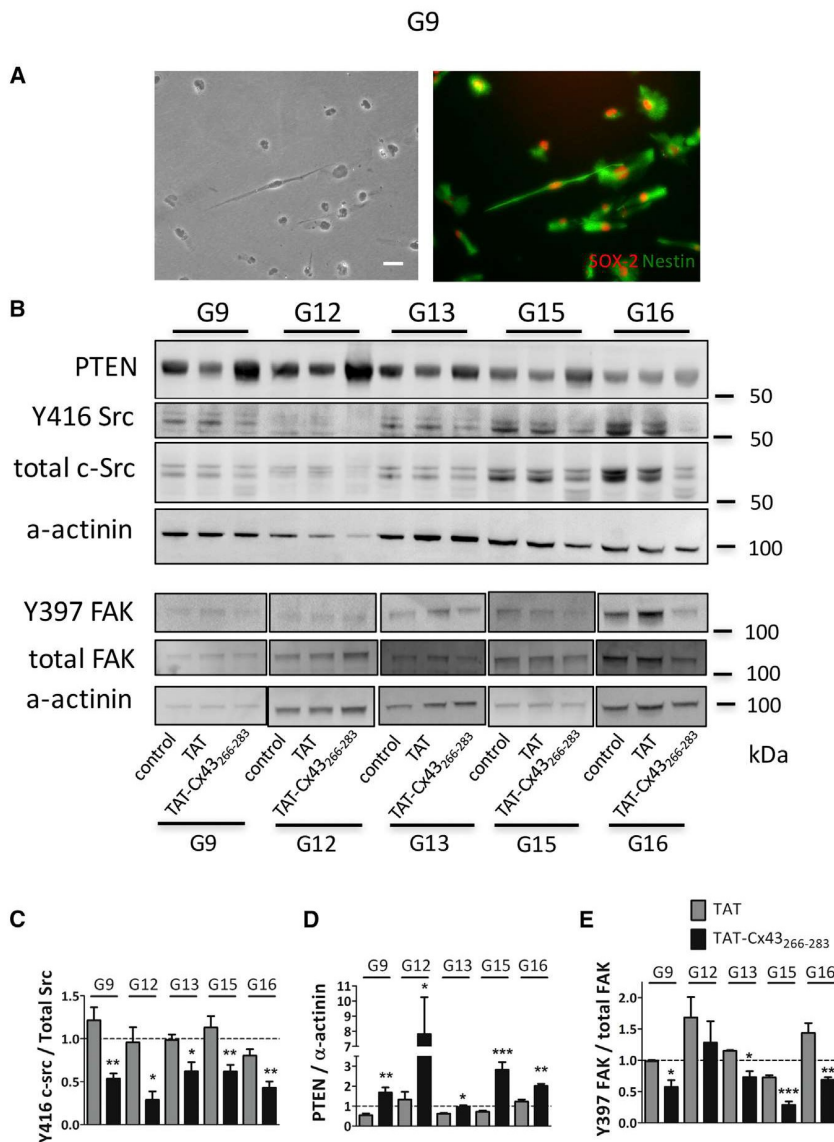 G9
A
SOX-2 Nestin
B
G9 G12 G13 G15 G16
PTEN
50
Y416 Src
50
total c-Src
50
a-actinin
100
Y397 FAK
100
total FAK
100
a-actinin
100
kDa
control TAT TAT-Cx43266-283 control TAT TAT-Cx43266-283 control TAT TAT-Cx43266-283 control TAT TAT-Cx43266-283 control TAT TAT-Cx43266-283
G9 G12 G13 G15 G16
C
G9 G12 G13 G15 G16
Y416 c-src / Total Src
1.5
1.0
0.5
0.0
** * * ** **
D
G9 G12 G13 G15 G16
PTEN / α-actinin
11
10
8
6
4
2
3
2
1
0
** * * *** **
E
TAT
TAT-Cx43266-283
G9 G12 G13 G15 G16
Y397 FAK / total FAK
2.0
1.5
1.0
0.5
0.0
* * *** **